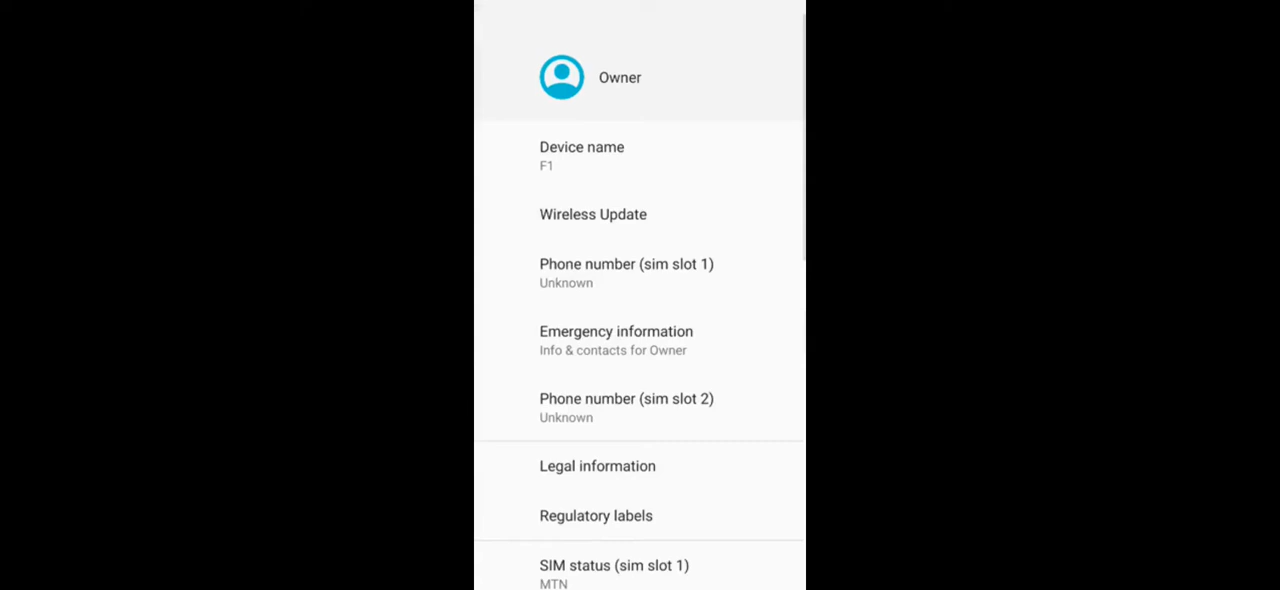 Owner
Device name
F1
Wireless Update
Phone number (sim slot 1)
Unknown
Emergency information
Info & contacts for Owner
Phone number (sim slot 2)
Unknown
Legal information
Regulatory labels
SIM status (sim slot 1)
MTN